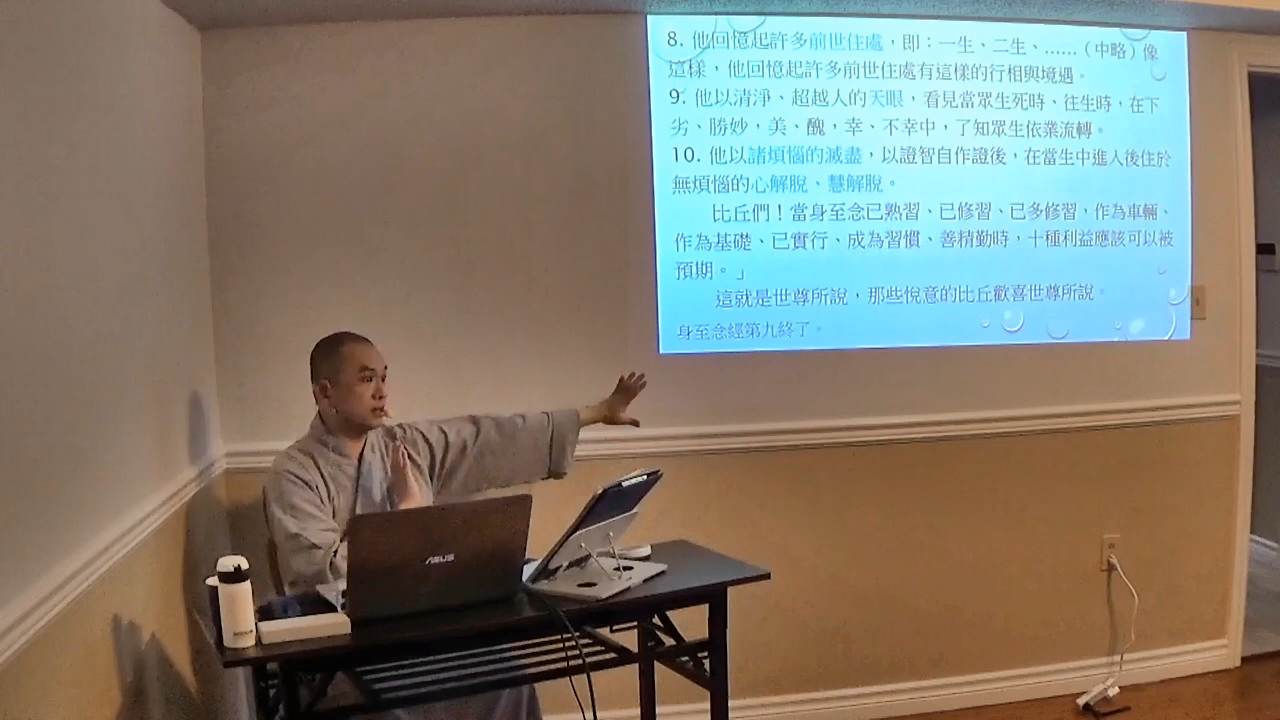 8. 他回憶起許多前世住處，即：一生、二生、……（中略）像
這樣，他回憶起許多前世住處有這樣的行相與境遇。
9. 他以清淨、超越人的天眼，看見當眾生死時、往生時，在下
劣、勝妙，美、醜，幸、不幸中，了知眾生依業流轉。
10. 他以諸煩惱的滅盡，以證智自作證後，在當生中進入後住於
無煩惱的心解脫、慧解脫。
比丘們！當身至念已熟習、已修習、已多修習，作為車輛、
作為基礎、已實行、成為習慣、善精勤時，十種利益應該可以被
預期。」
這就是世尊所說，那些悅意的比丘歡喜世尊所說。
身至念經第九終了。
ASUS